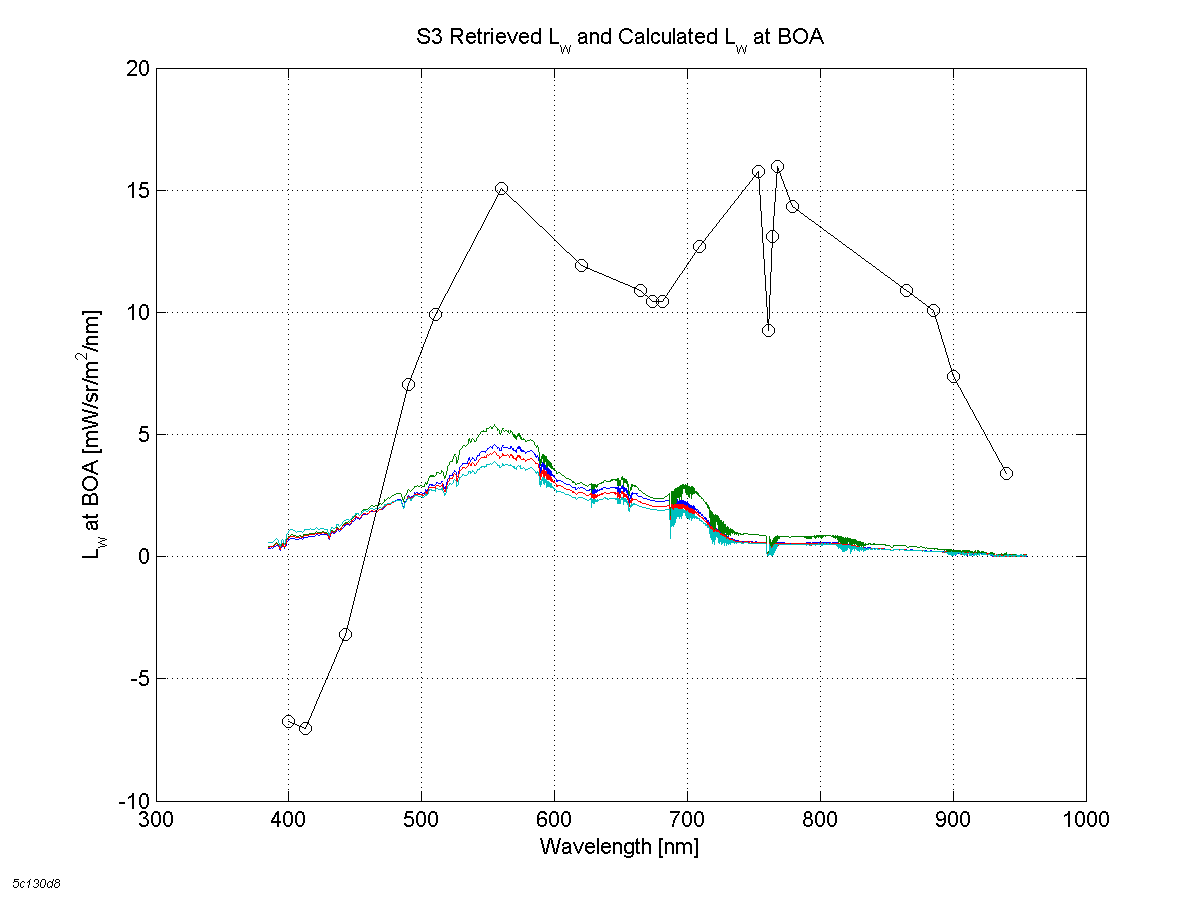 S3 Retrieved L_W and Calculated L_W at BOA
L_W at BOA [mW/sr/m²/nm]
20
15
10
5
0
-5
-10
300 400 500 600 700 800 900 1000
Wavelength [nm]
5c130d8